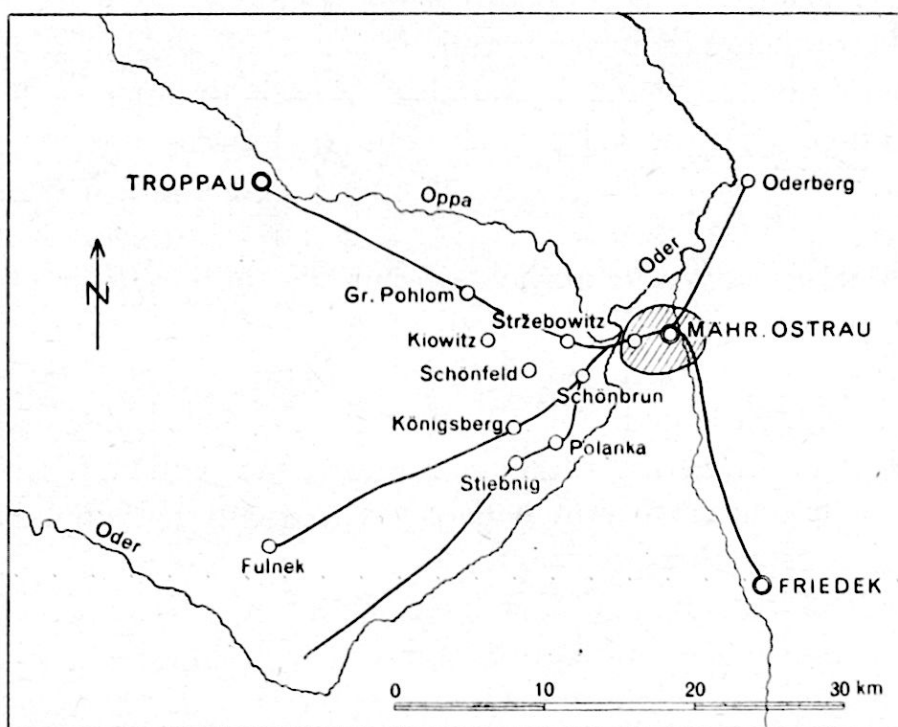 TROPPAU
Oppa
Oderberg
Oder
N
Gr. Pohlom
Stržebowitz
MÄHR. OSTRAU
Kiowitz
Schönfeld
Schönbrun
Königsberg
Polanka
Stiebnig
Oder
Fulnek
FRIEDEK
0 10 20 30 km